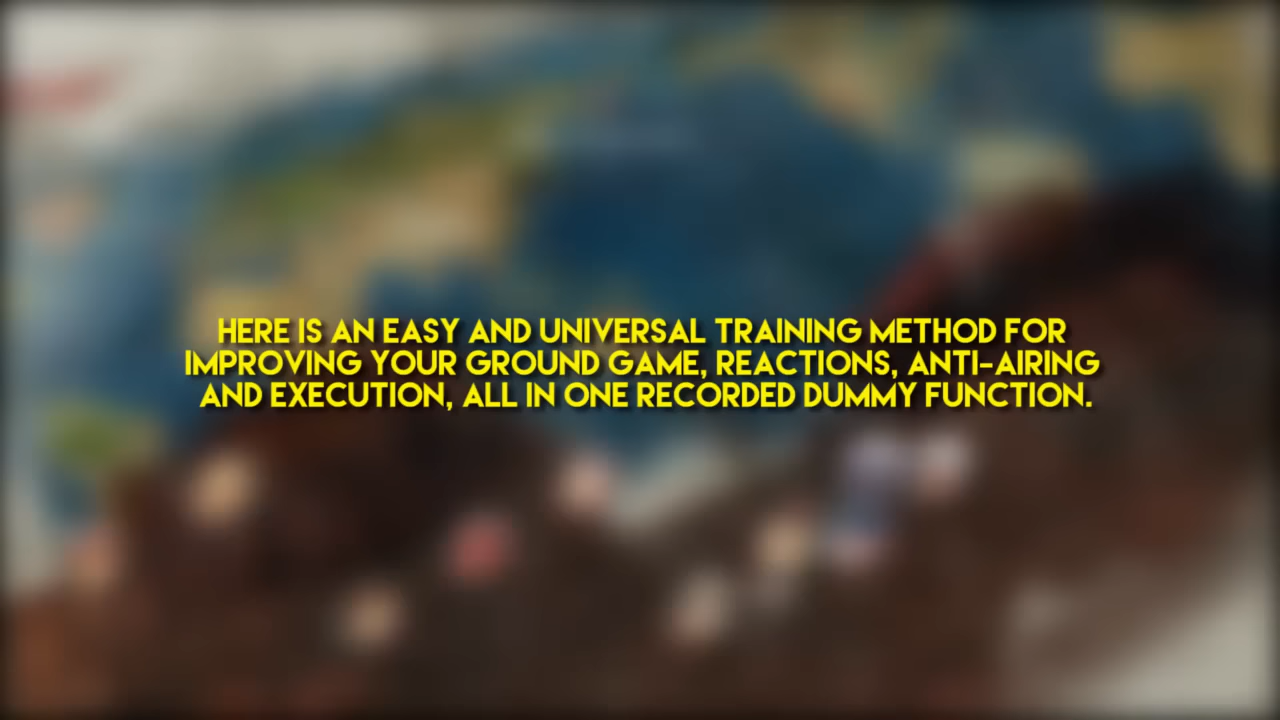 HERE IS AN EASY AND UNIVERSAL TRAINING METHOD FOR
IMPROVING YOUR GROUND GAME, REACTIONS, ANTI-AIRING
AND EXECUTION, ALL IN ONE RECORDED DUMMY FUNCTION.